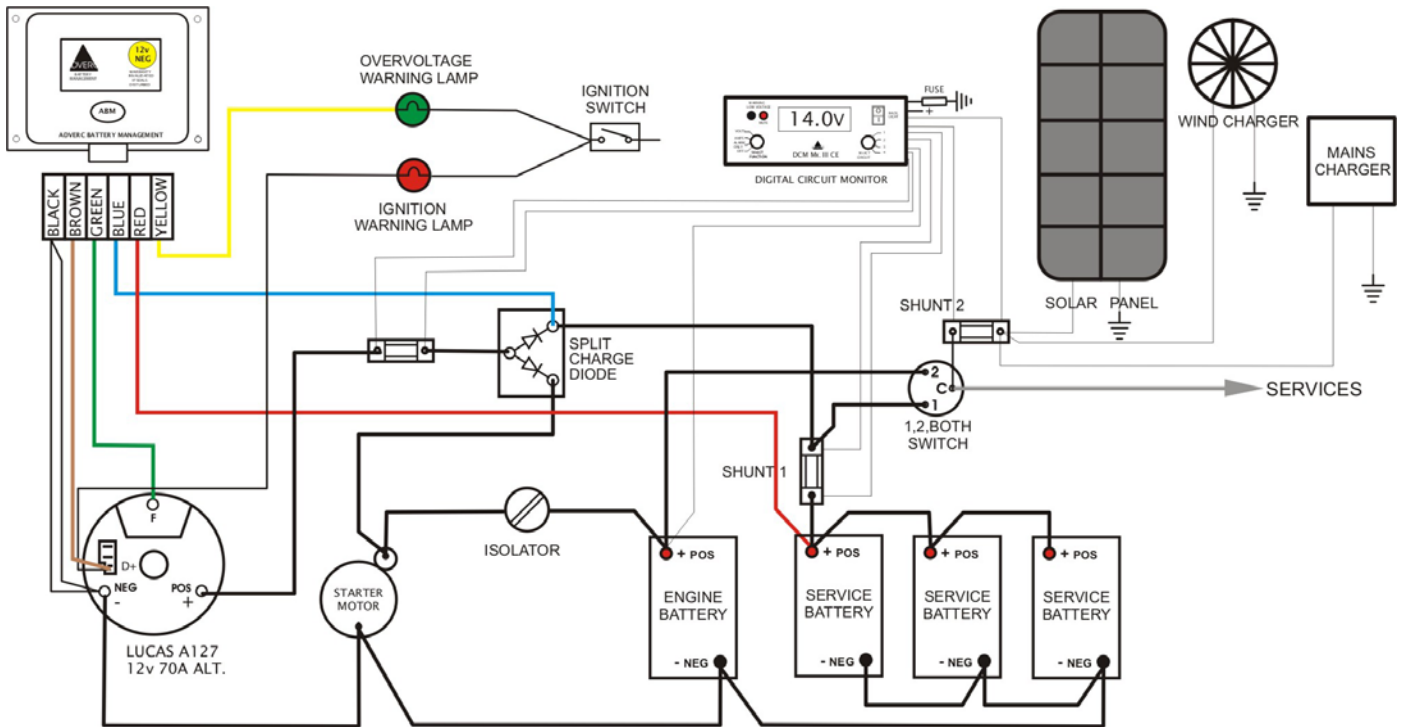 ADVERC
BATTERY
MANAGEMENT
12v
NEG
ABM
ADVERC BATTERY MANAGEMENT
BLACK
BROWN
GREEN
BLUE
RED
YELLOW
OVERVOLTAGE
WARNING LAMP
IGNITION
SWITCH
IGNITION
WARNING LAMP
14.0v
DCM Mk. III CE
DIGITAL CIRCUIT MONITOR
FUSE
+
WIND CHARGER
MAINS
CHARGER
SOLAR PANEL
SHUNT 2
SPLIT
CHARGE
DIODE
2
C
1
SERVICES
1,2,BOTH
SWITCH
SHUNT 1
ISOLATOR
F
D+
NEG
-
POS
+
LUCAS A127
12v 70A ALT.
STARTER
MOTOR
+ POS
ENGINE
BATTERY
- NEG
+ POS
SERVICE
BATTERY
- NEG
+ POS
SERVICE
BATTERY
- NEG
+ POS
SERVICE
BATTERY
- NEG